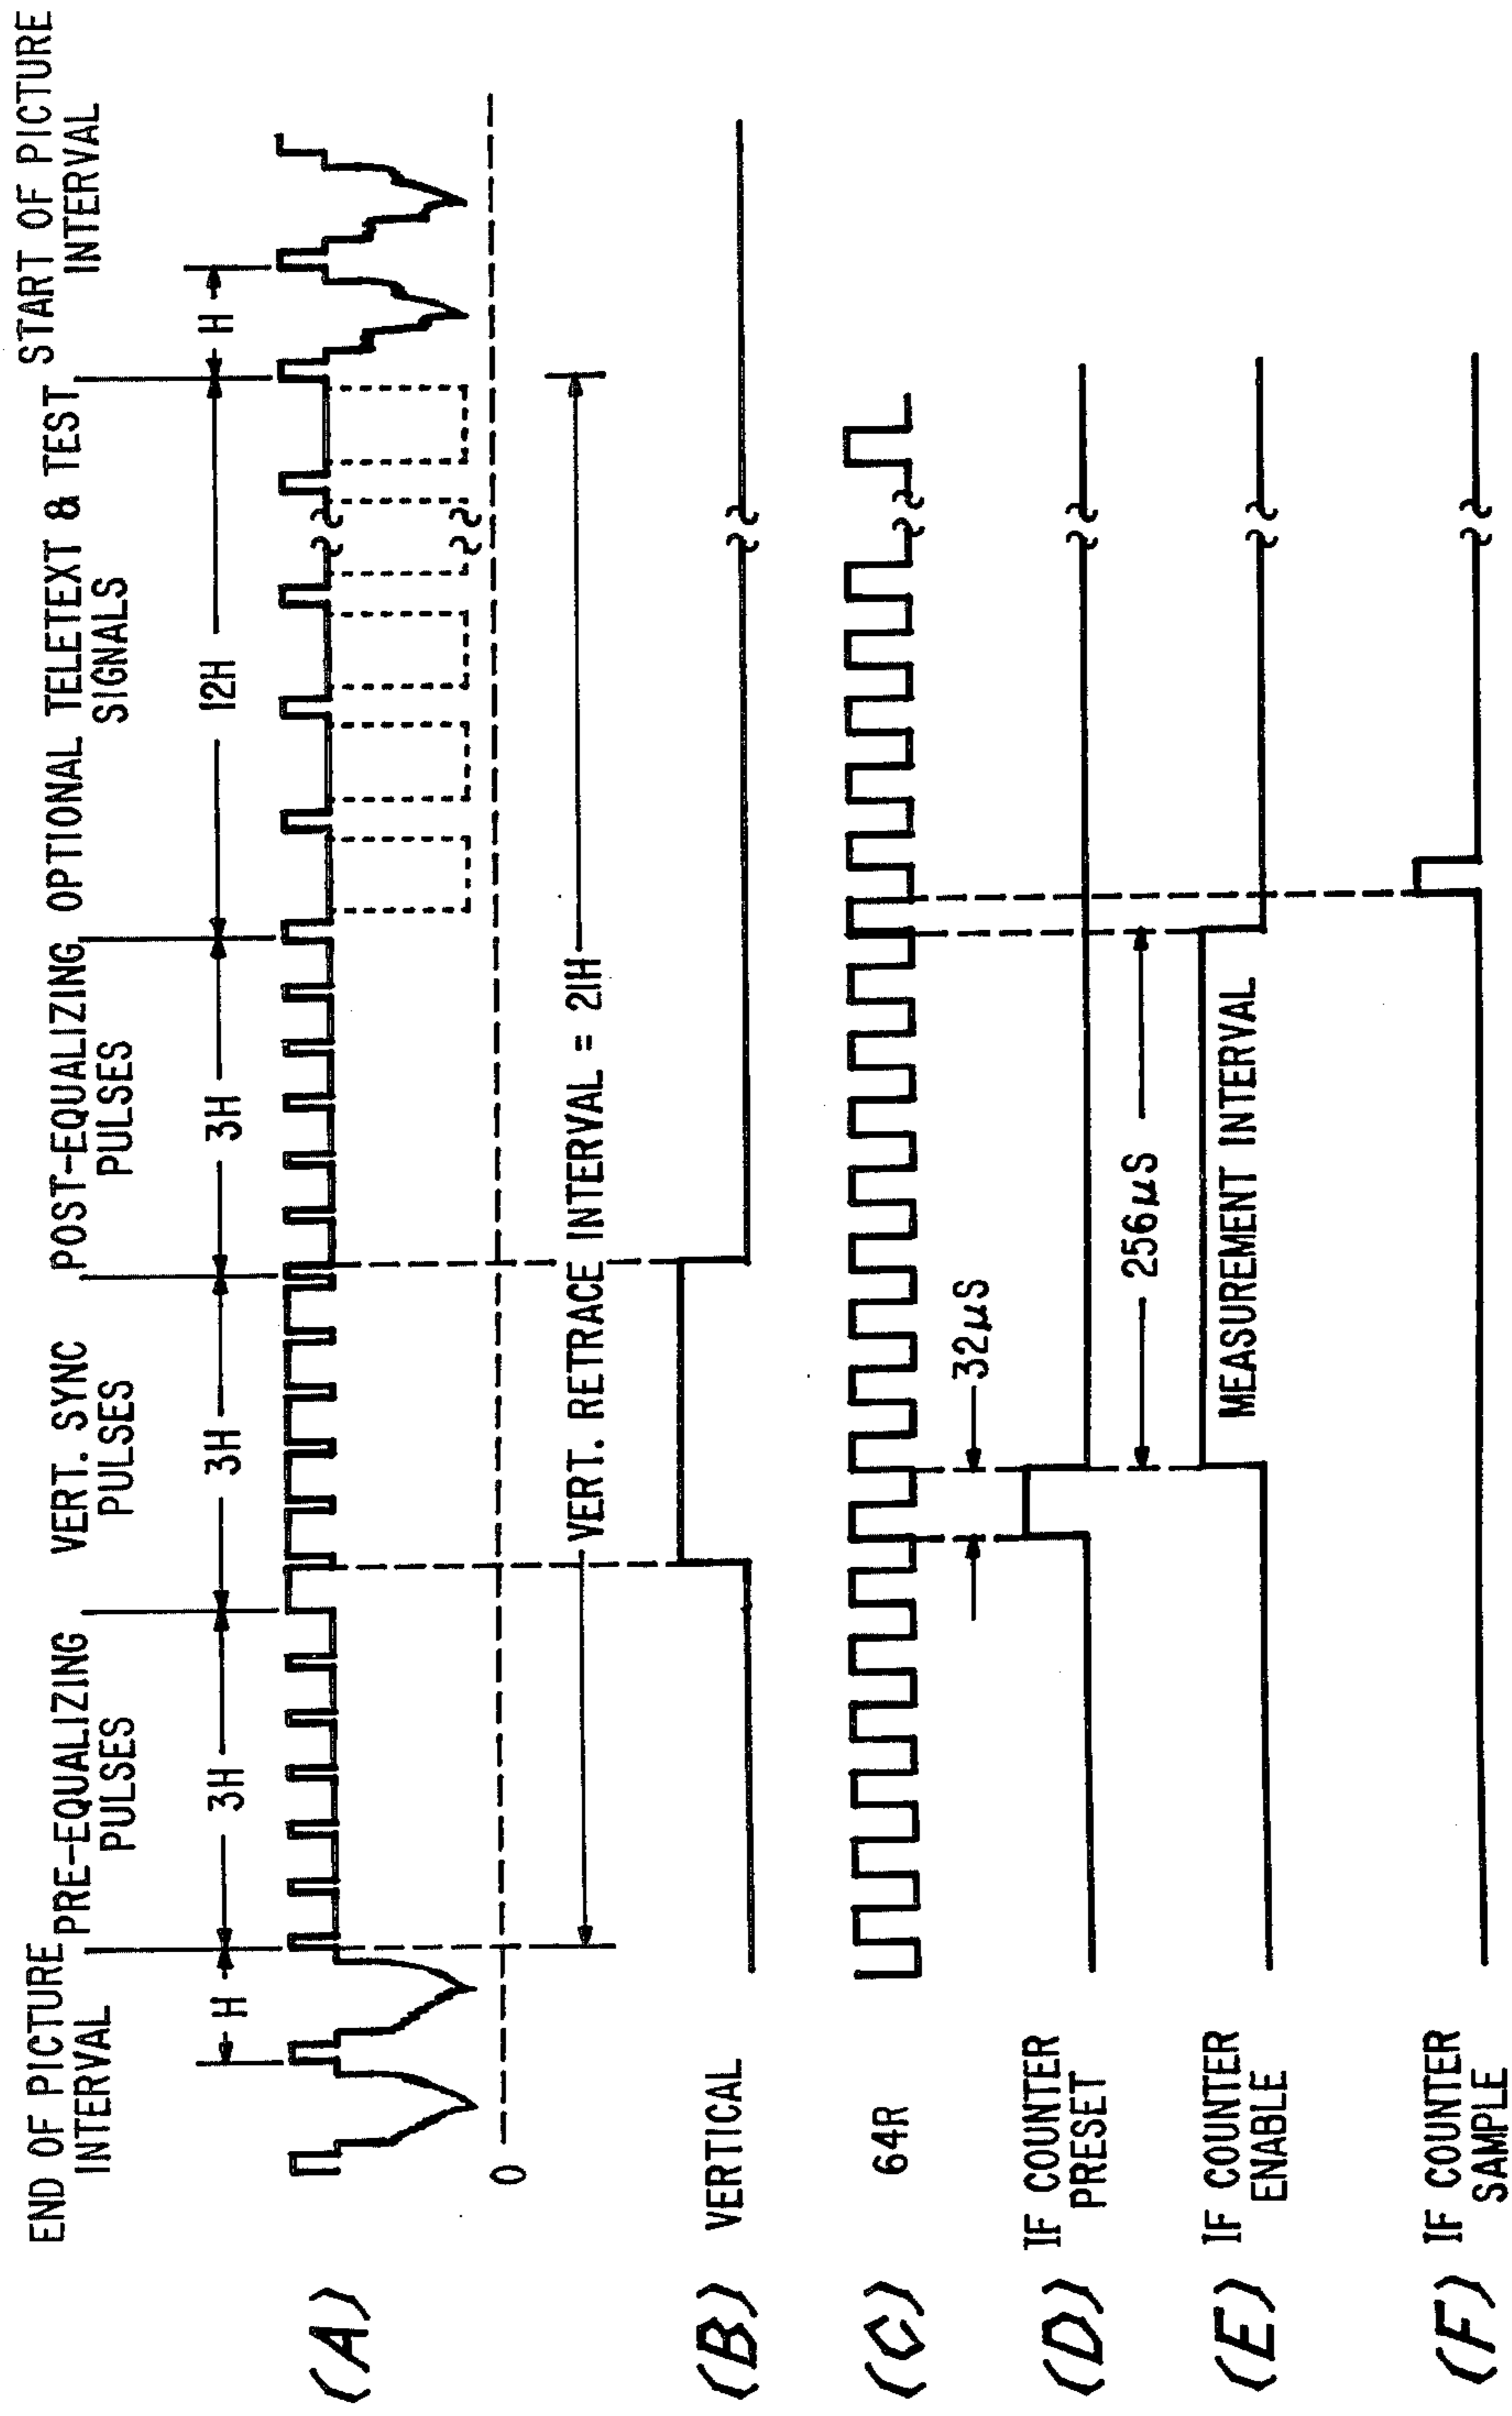 END OF PICTURE
INTERVAL
PRE-EQUALIZING
PULSES
VERT. SYNC
PULSES
POST-EQUALIZING
PULSES
OPTIONAL TELETEXT & TEST
SIGNALS
START OF PICTURE
INTERVAL
H
3H
3H
3H
12H
H
(A)
0
VERT. RETRACE INTERVAL = 21H
(B) VERTICAL
(C) 64R
32µS
(D) IF COUNTER
PRESET
256µS
(E) IF COUNTER
ENABLE
MEASUREMENT INTERVAL
(F) IF COUNTER
SAMPLE